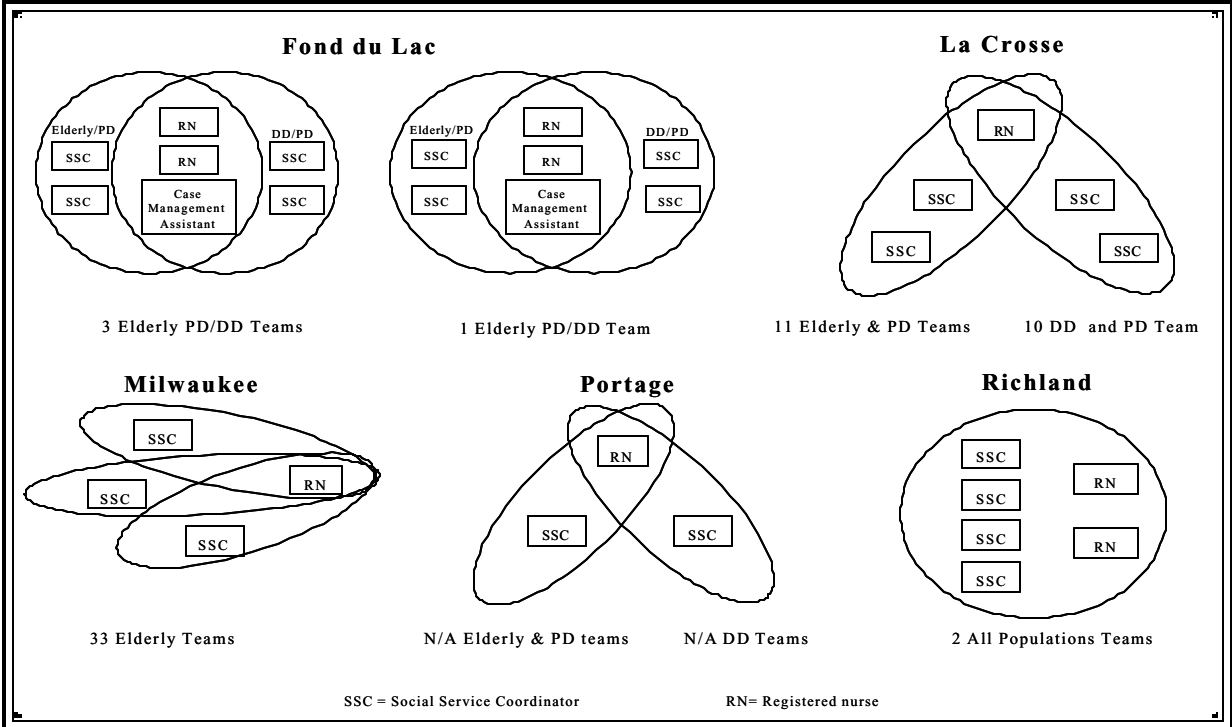 Fond du Lac
Elderly/PD
SSC
SSC
RN
RN
Case
Management
Assistant
DD/PD
SSC
SSC
3 Elderly PD/DD Teams
Elderly/PD
SSC
SSC
RN
RN
Case
Management
Assistant
DD/PD
SSC
SSC
1 Elderly PD/DD Team
La Crosse
RN
SSC
SSC
SSC
SSC
11 Elderly & PD Teams
10 DD and PD Team
Milwaukee
SSC
RN
SSC
SSC
33 Elderly Teams
Portage
RN
SSC
SSC
N/A Elderly & PD teams
N/A DD Teams
Richland
SSC
SSC
SSC
SSC
RN
RN
2 All Populations Teams
SSC = Social Service Coordinator
RN= Registered nurse